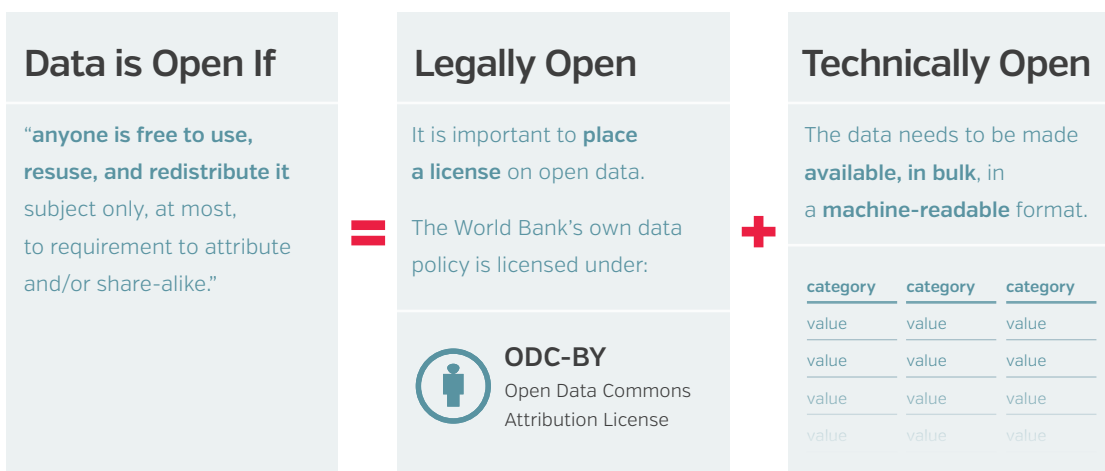 Data is Open If
“anyone is free to use,
resuse, and redistribute it
subject only, at most,
to requirement to attribute
and/or share-alike.”
=
Legally Open
It is important to place
a license on open data.
The World Bank’s own data
policy is licensed under:
ODC-BY
Open Data Commons
Attribution License
+
Technically Open
The data needs to be made
available, in bulk, in
a machine-readable format.
category category category
value value value
value value value
value value value
value value value